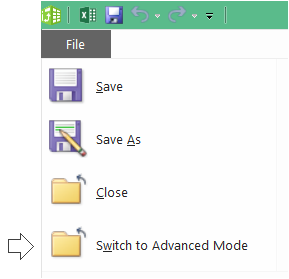 File
Save
Save As
Close
Switch to Advanced Mode